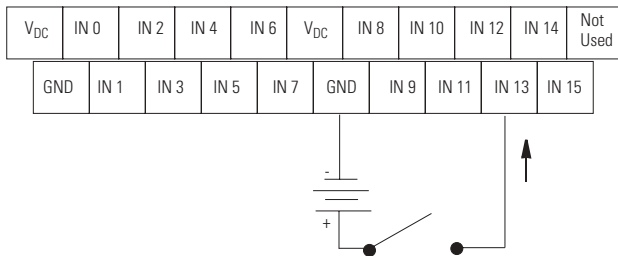 VDC IN 0 IN 2 IN 4 IN 6 VDC IN 8 IN 10 IN 12 IN 14 Not Used
GND IN 1 IN 3 IN 5 IN 7 GND IN 9 IN 11 IN 13 IN 15
-
+